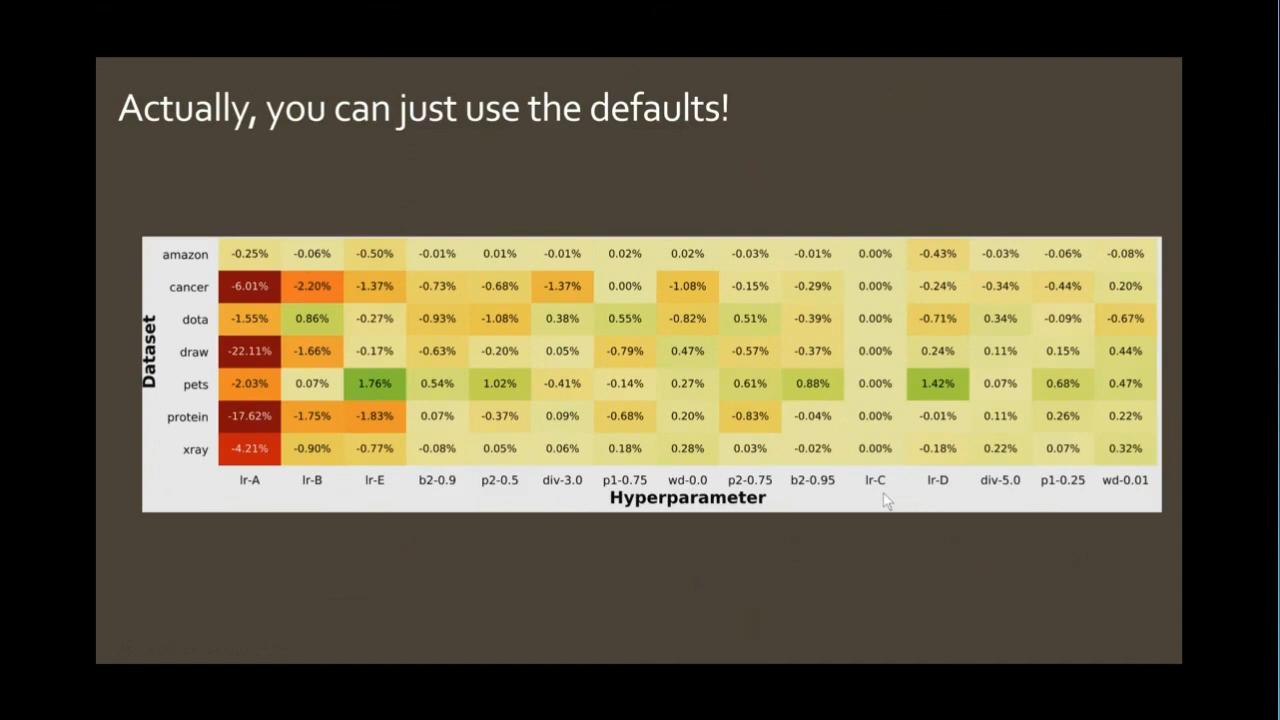 Actually, you can just use the defaults!
amazon -0.25% -0.06% -0.50% -0.01% 0.01% -0.01% 0.02% 0.02% -0.03% -0.01% 0.00% -0.43% -0.03% -0.06% -0.08%
cancer -6.01% -2.20% -1.37% -0.73% -0.68% -1.37% 0.00% -1.08% -0.15% -0.29% 0.00% -0.24% -0.34% -0.44% 0.20%
dota -1.55% 0.86% -0.27% -0.93% -1.08% 0.38% 0.55% -0.82% 0.51% -0.39% 0.00% -0.71% 0.34% -0.09% -0.67%
Dataset
draw -22.11% -1.66% -0.17% -0.63% -0.20% 0.05% -0.79% 0.47% -0.57% -0.37% 0.00% 0.24% 0.11% 0.15% 0.44%
pets -2.03% 0.07% 1.76% 0.54% 1.02% -0.41% -0.14% 0.27% 0.61% 0.88% 0.00% 1.42% 0.07% 0.68% 0.47%
protein -17.62% -1.75% -1.83% 0.07% -0.37% 0.09% -0.68% 0.20% -0.83% -0.04% 0.00% -0.01% 0.11% 0.26% 0.22%
xray -4.21% -0.90% -0.77% -0.08% 0.05% 0.06% 0.18% 0.28% 0.03% -0.02% 0.00% -0.18% 0.22% 0.07% 0.32%
lr-A lr-B lr-E b2-0.9 p2-0.5 div-3.0 p1-0.75 wd-0.0 p2-0.75 b2-0.95 lr-C lr-D div-5.0 p1-0.25 wd-0.01
Hyperparameter